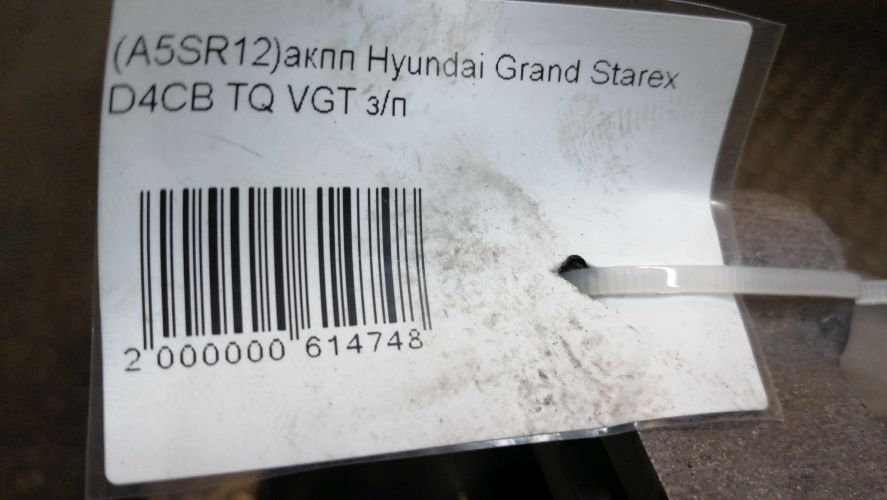 (A5SR12)акпп Hyundai Grand Starex
D4CB TQ VGT з/п
2 000000 614748